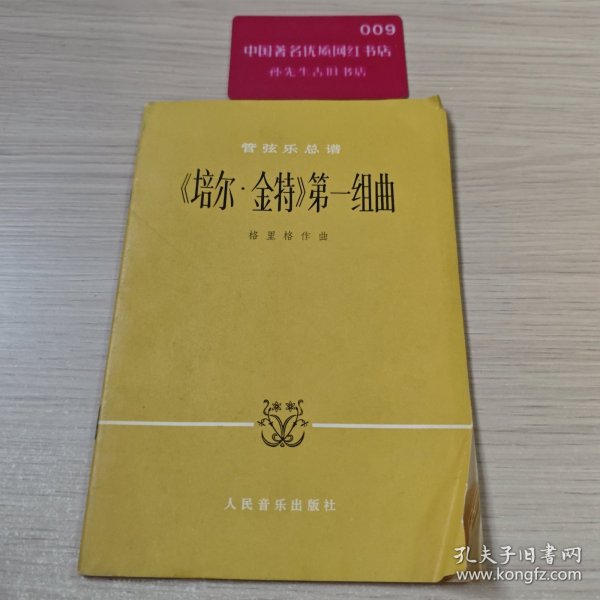 009
中国著名优质网红书店
孙先生古旧书店
管弦乐总谱
《培尔·金特》第一组曲
格里格作曲
人民音乐出版社
孔夫子旧书网
www.kongfz.com